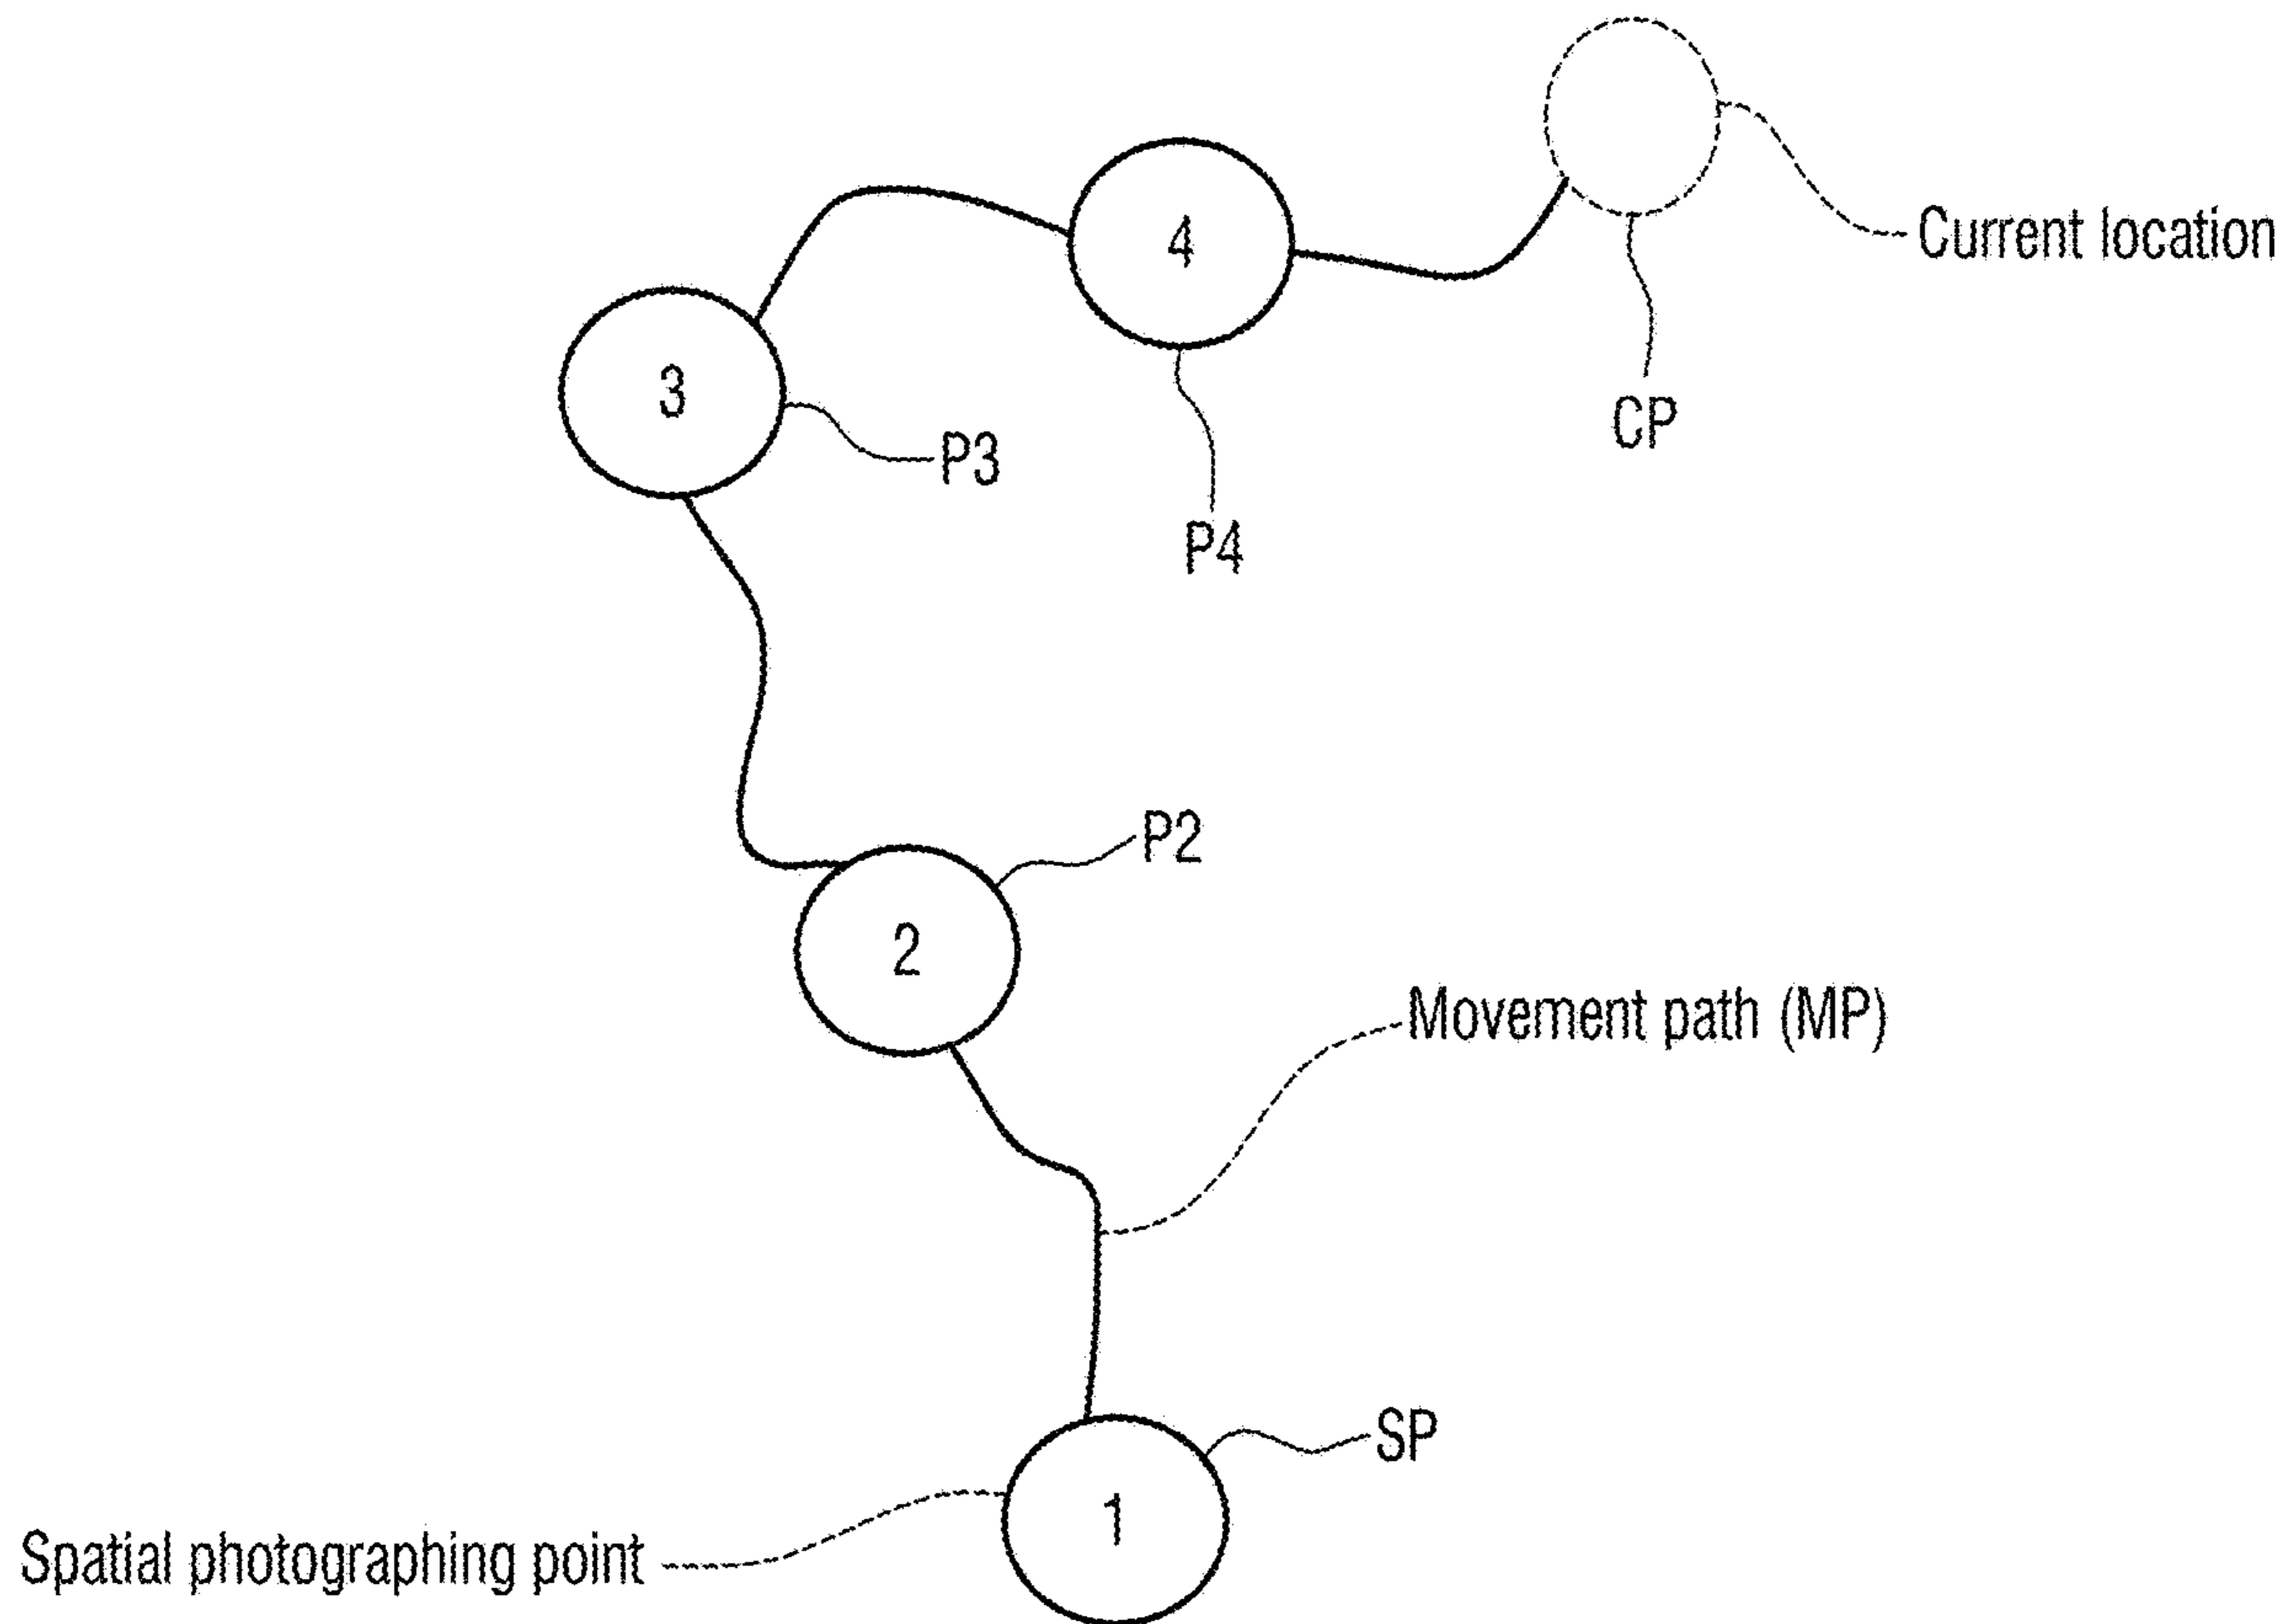 4
Current location
3
CP
P3
P4
P2
2
Movement path (MP)
SP
1
Spatial photographing point